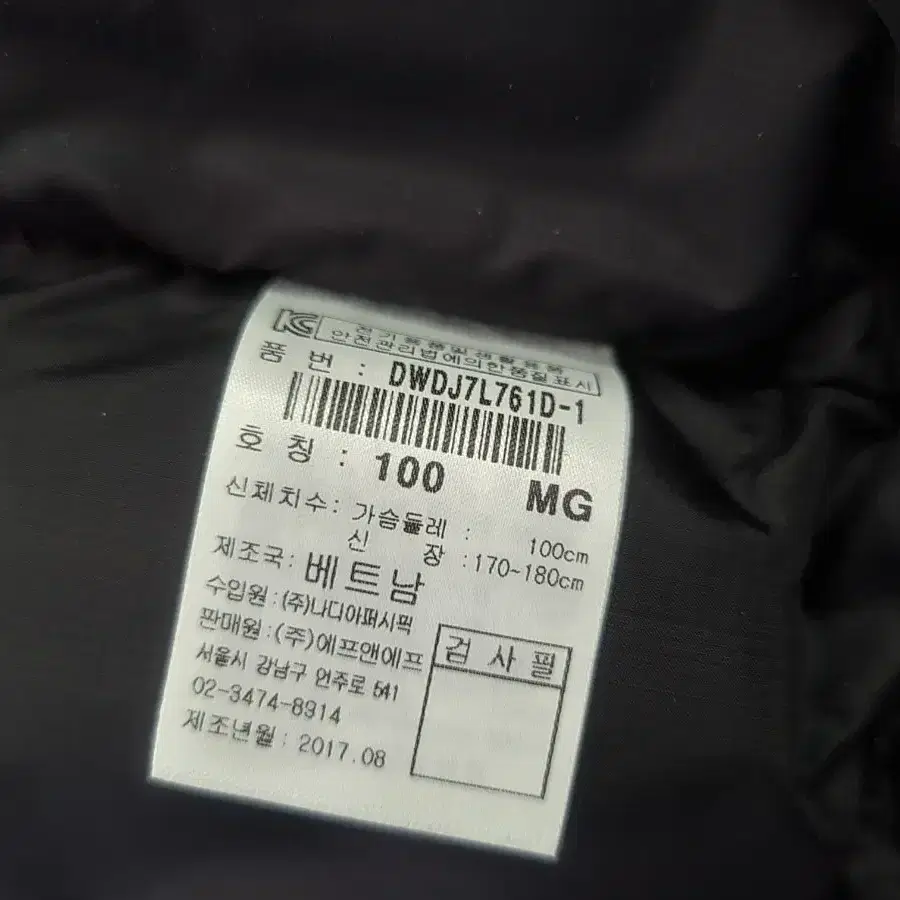 KC 전기용품및생활용품
안전관리법에의한품질표시
품 번 : DWDJ7L761D-1
호 칭 : 100 MG
신체치수: 가슴둘레 : 100cm
신 장 :170~180cm
제조국: 베트남
수입원:(주)나디아퍼시픽
판매원:(주)에프앤에프
서울시 강남구 언주로 541
02-3474-8914
제조년월: 2017.08
검 사 필